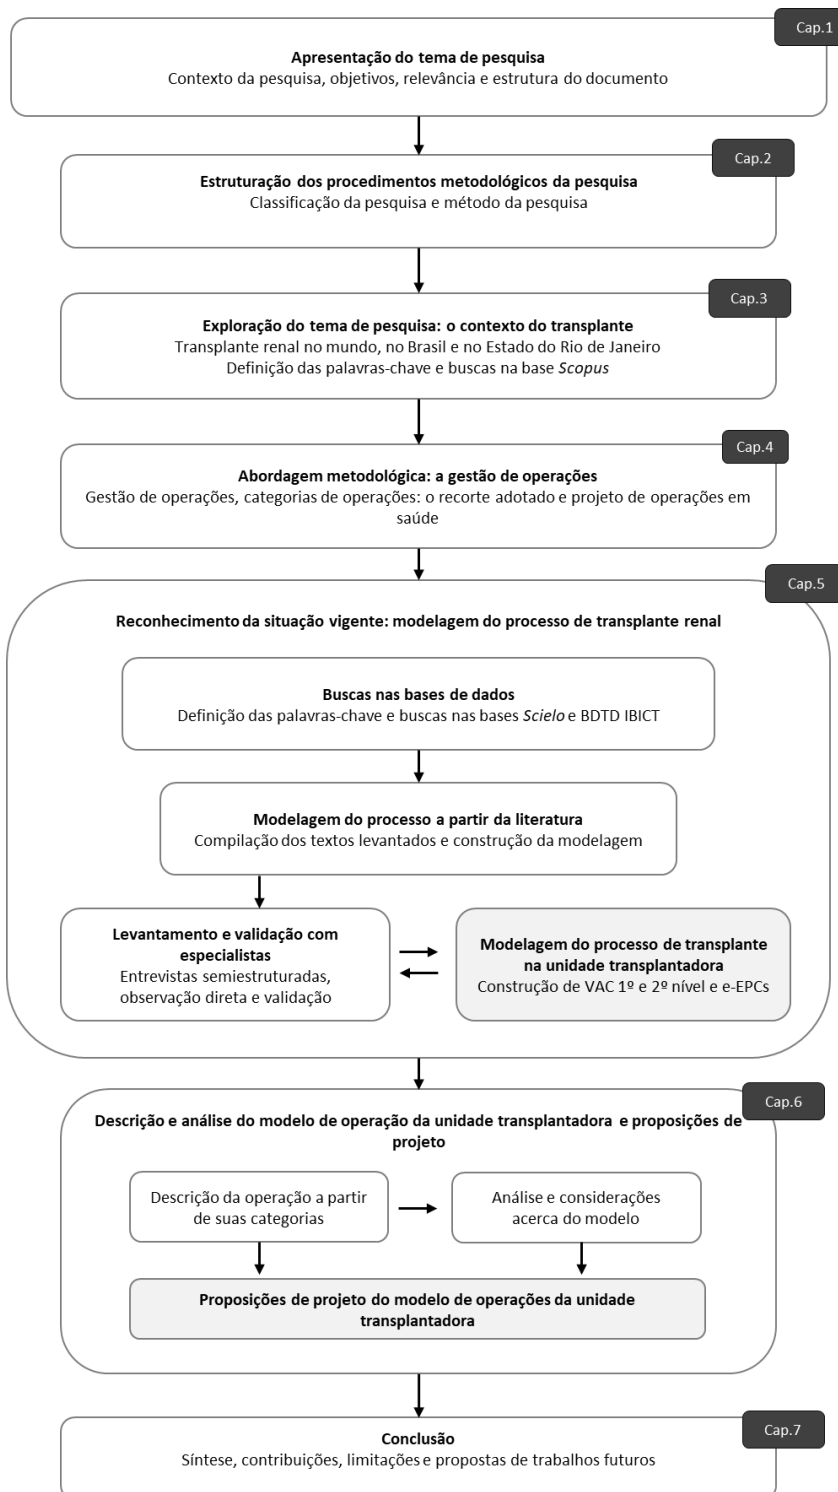 Cap.1
Apresentação do tema de pesquisa
Contexto da pesquisa, objetivos, relevância e estrutura do documento
Cap.2
Estruturação dos procedimentos metodológicos da pesquisa
Classificação da pesquisa e método da pesquisa
Cap.3
Exploração do tema de pesquisa: o contexto do transplante
Transplante renal no mundo, no Brasil e no Estado do Rio de Janeiro
Definição das palavras-chave e buscas na base Scopus
Cap.4
Abordagem metodológica: a gestão de operações
Gestão de operações, categorias de operações: o recorte adotado e projeto de operações em
saúde
Cap.5
Reconhecimento da situação vigente: modelagem do processo de transplante renal
Buscas nas bases de dados
Definição das palavras-chave e buscas nas bases Scielo e BDTD IBICT
Modelagem do processo a partir da literatura
Compilação dos textos levantados e construção da modelagem
Levantamento e validação com
especialistas
Entrevistas semiestruturadas,
observação direta e validação
Modelagem do processo de transplante
na unidade transplantadora
Construção de VAC 1º e 2º nível e e-EPCs
Cap.6
Descrição e análise do modelo de operação da unidade transplantadora e proposições de
projeto
Descrição da operação a partir
de suas categorias
Análise e considerações
acerca do modelo
Proposições de projeto do modelo de operações da unidade
transplantadora
Cap.7
Conclusão
Síntese, contribuições, limitações e propostas de trabalhos futuros